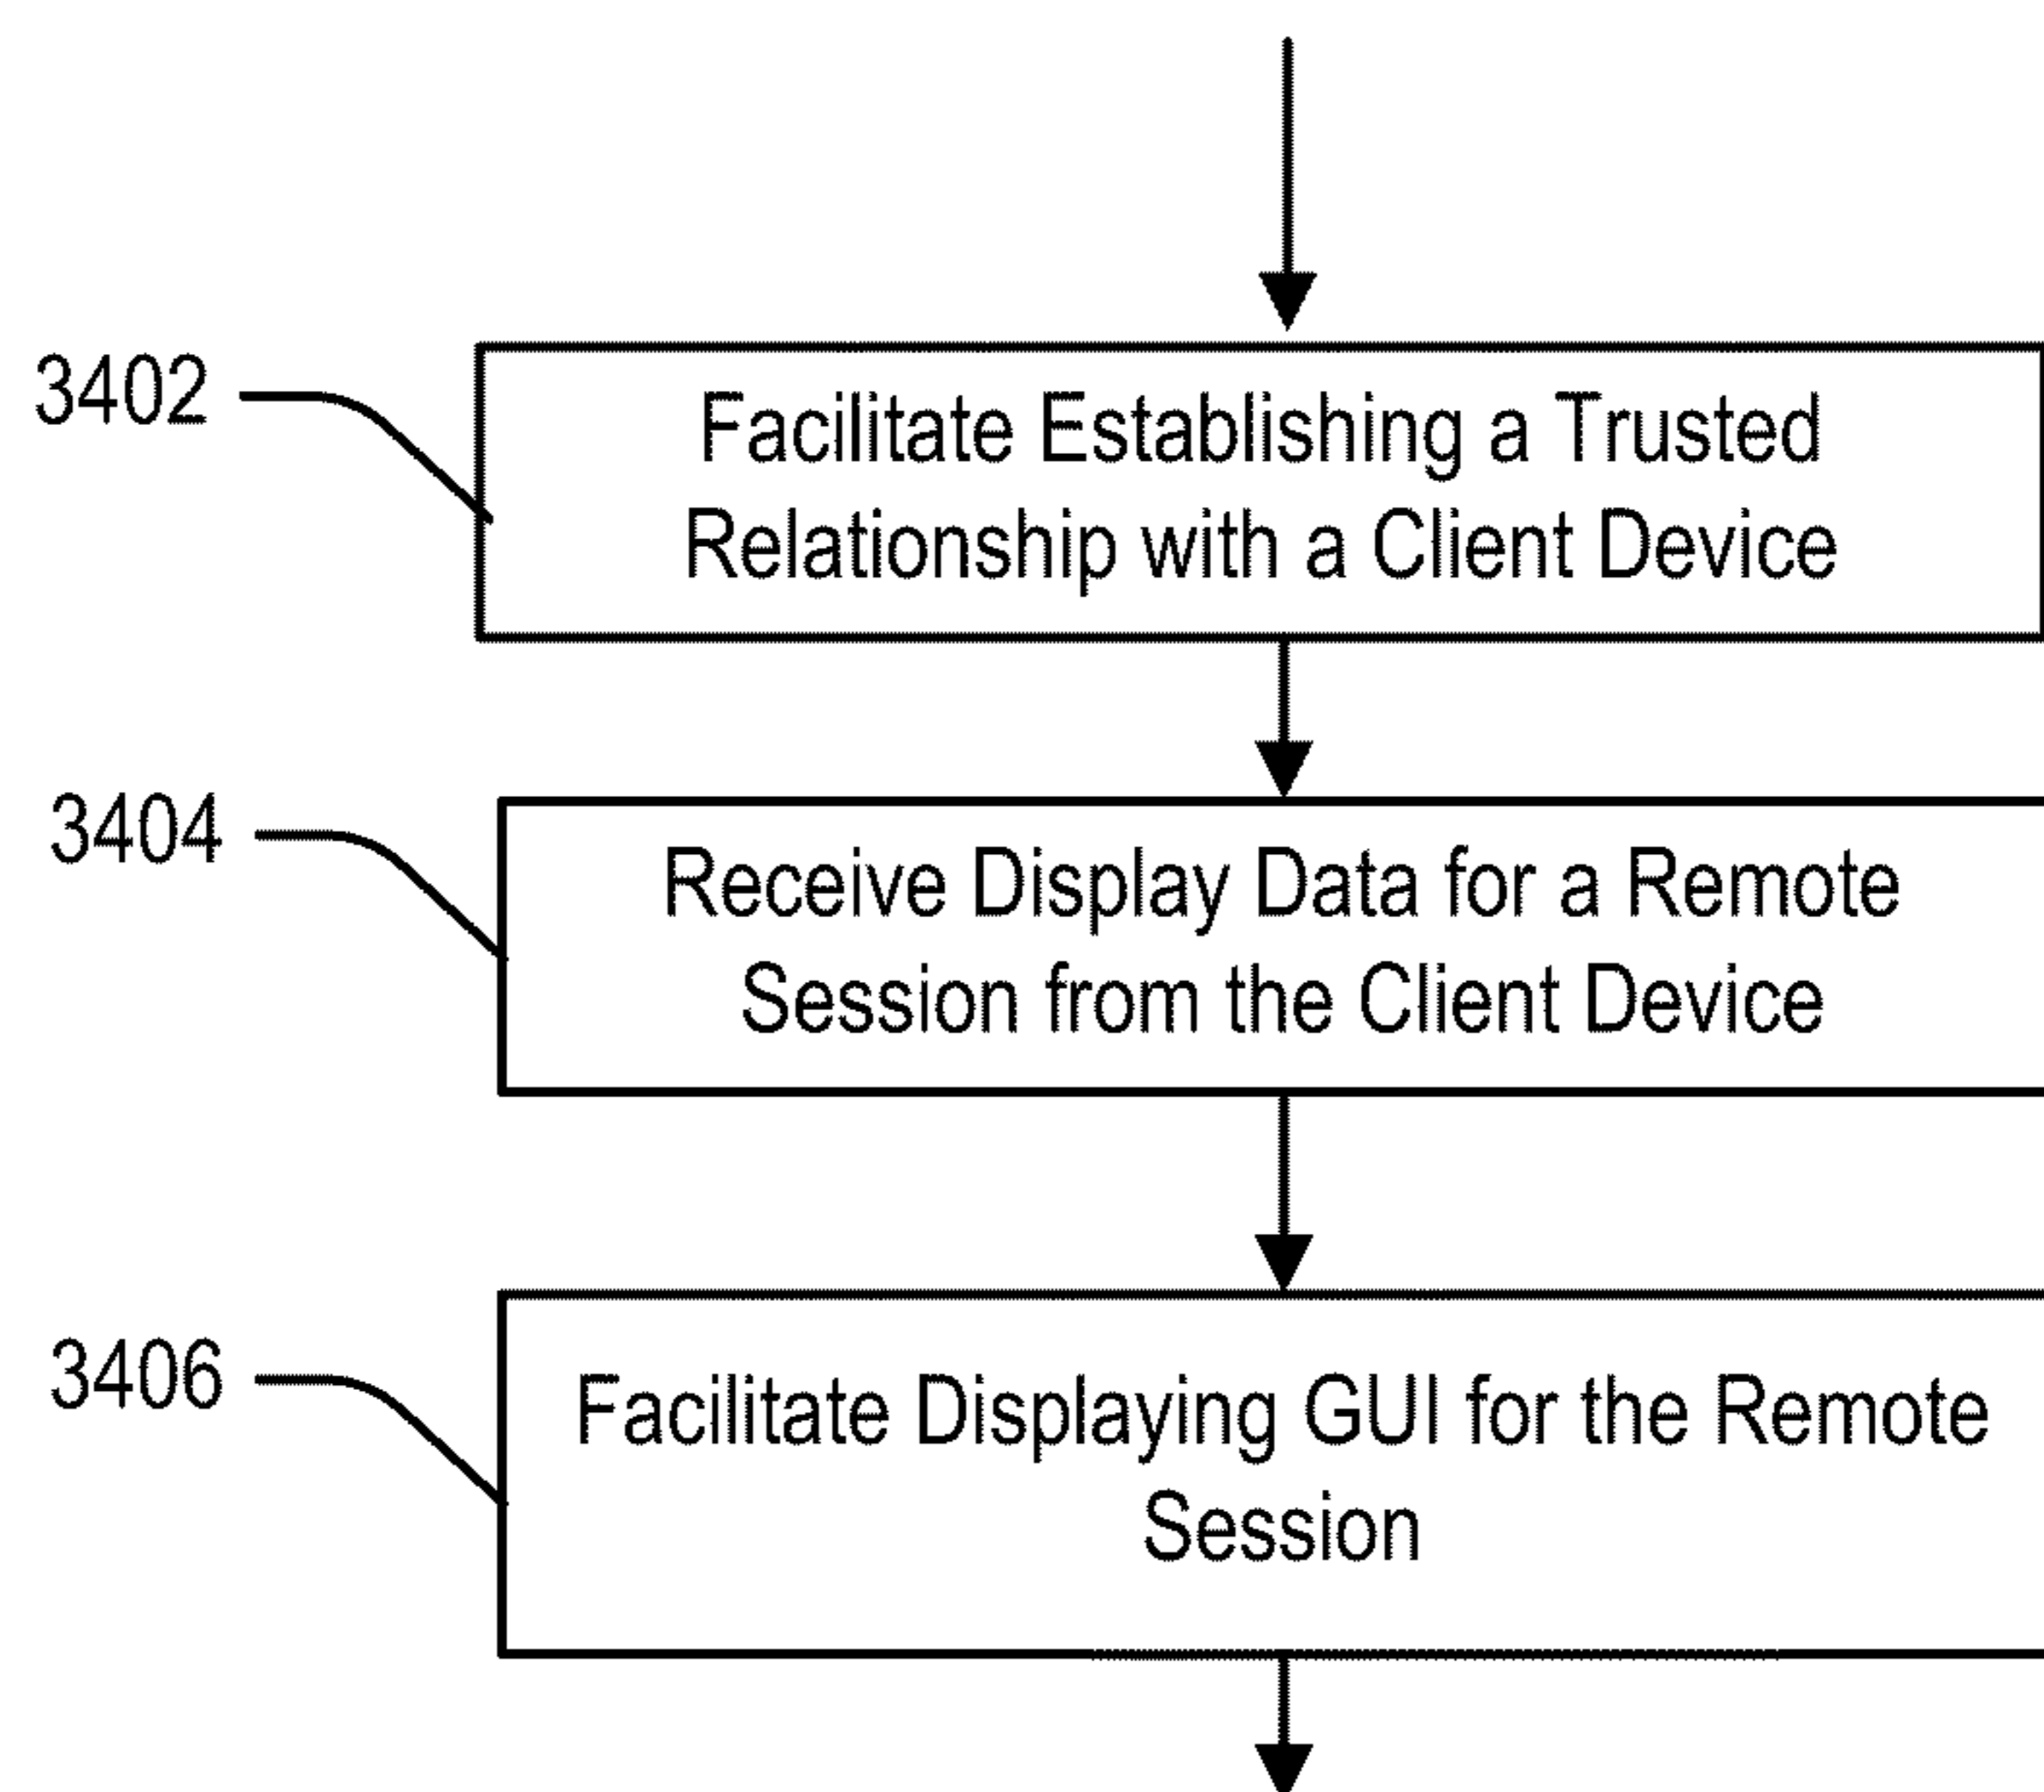 3402
Facilitate Establishing a Trusted
Relationship with a Client Device
3404
Receive Display Data for a Remote
Session from the Client Device
3406
Facilitate Displaying GUI for the Remote
Session